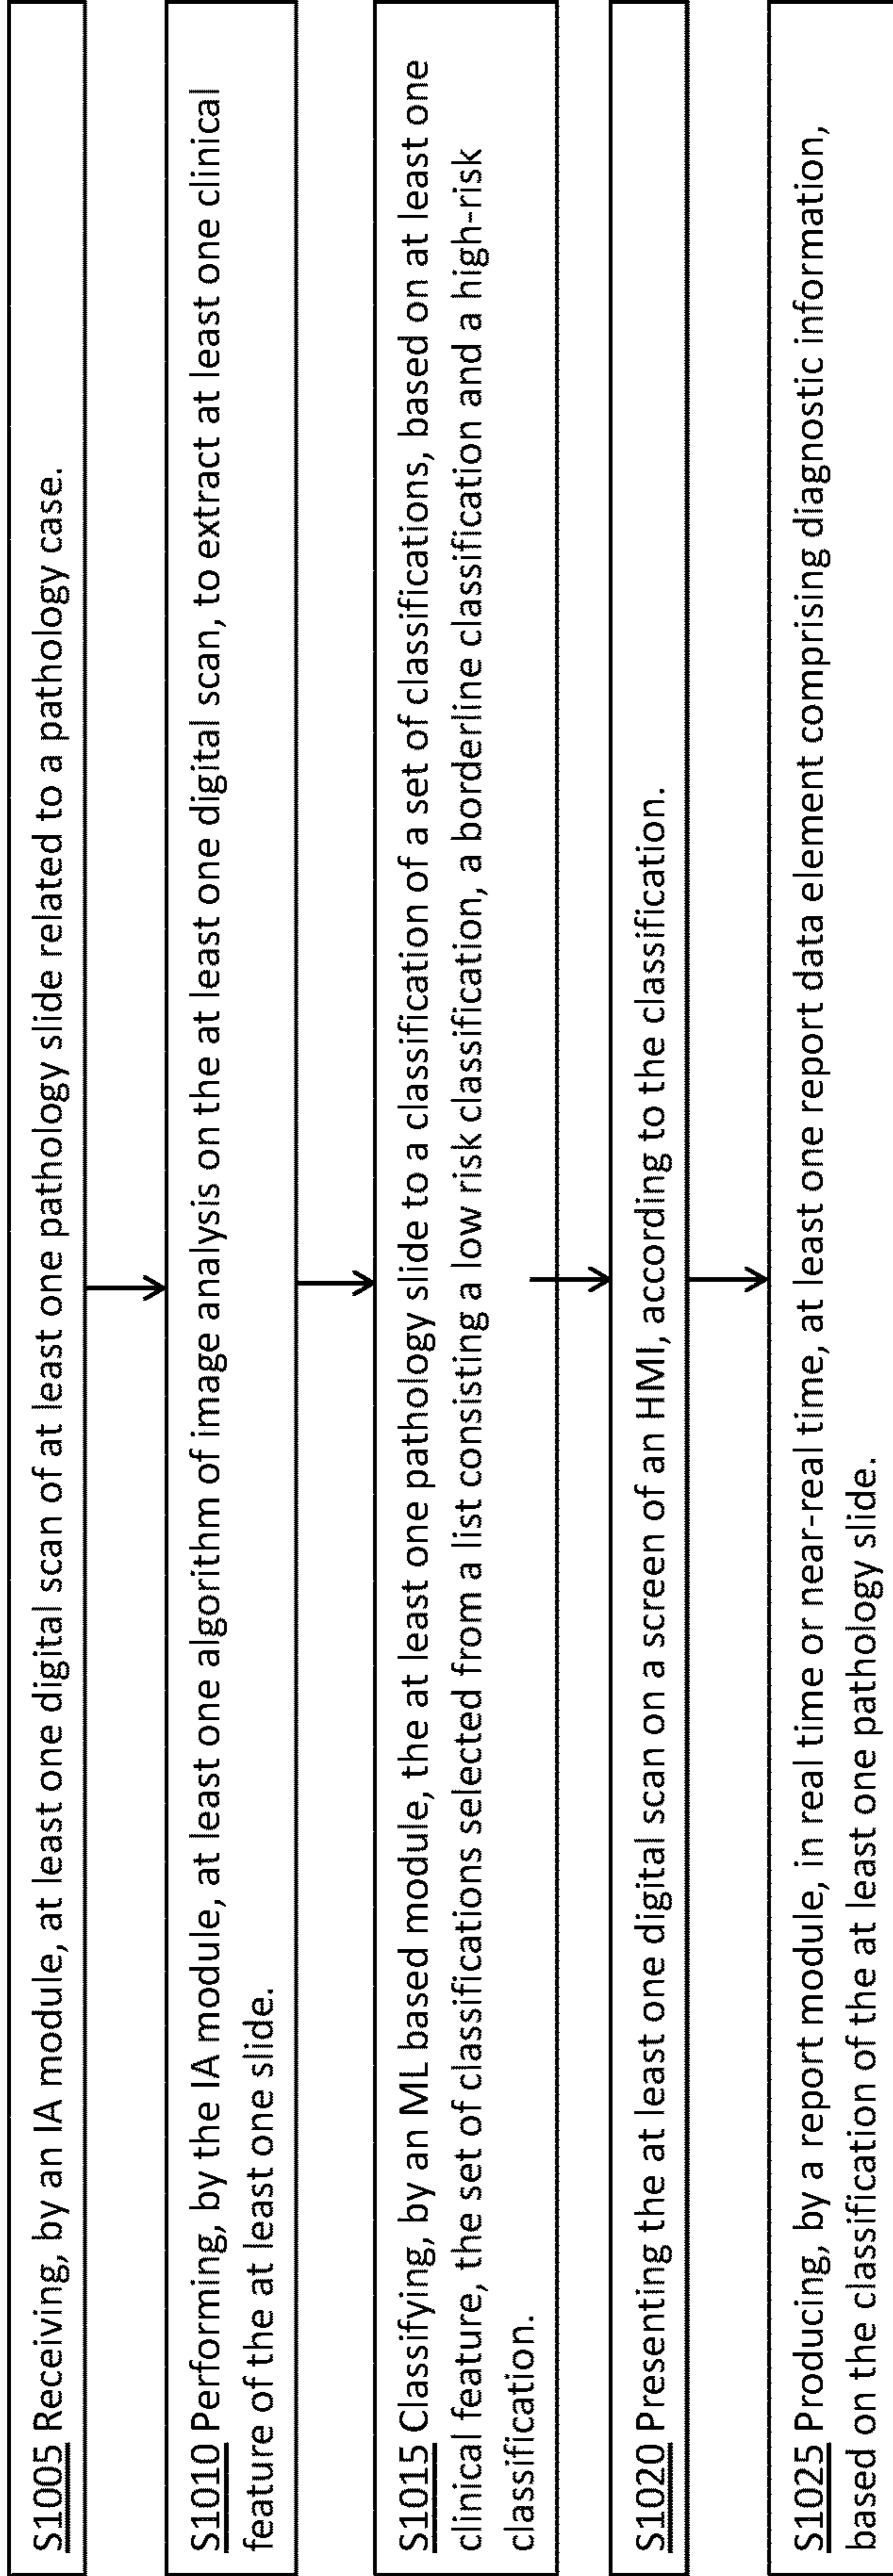 S1005 Receiving, by an IA module, at least one digital scan of at least one pathology slide related to a pathology case.
S1010 Performing, by the IA module, at least one algorithm of image analysis on the at least one digital scan, to extract at least one clinical
feature of the at least one slide.
S1015 Classifying, by an ML based module, the at least one pathology slide to a classification of a set of classifications, based on at least one
clinical feature, the set of classifications selected from a list consisting a low risk classification, a borderline classification and a high-risk
classification.
S1020 Presenting the at least one digital scan on a screen of an HMI, according to the classification.
S1025 Producing, by a report module, in real time or near-real time, at least one report data element comprising diagnostic information,
based on the classification of the at least one pathology slide.